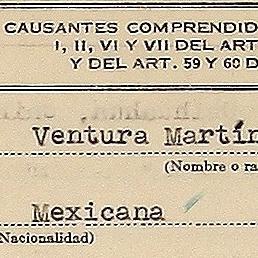 CAUSANTES COMPRENDID
I, II, VI Y VII DEL ART
Y DEL ART. 59 Y 60 D
Ventura Martín
(Nombre o ra
Mexicana
Nacionalidad)